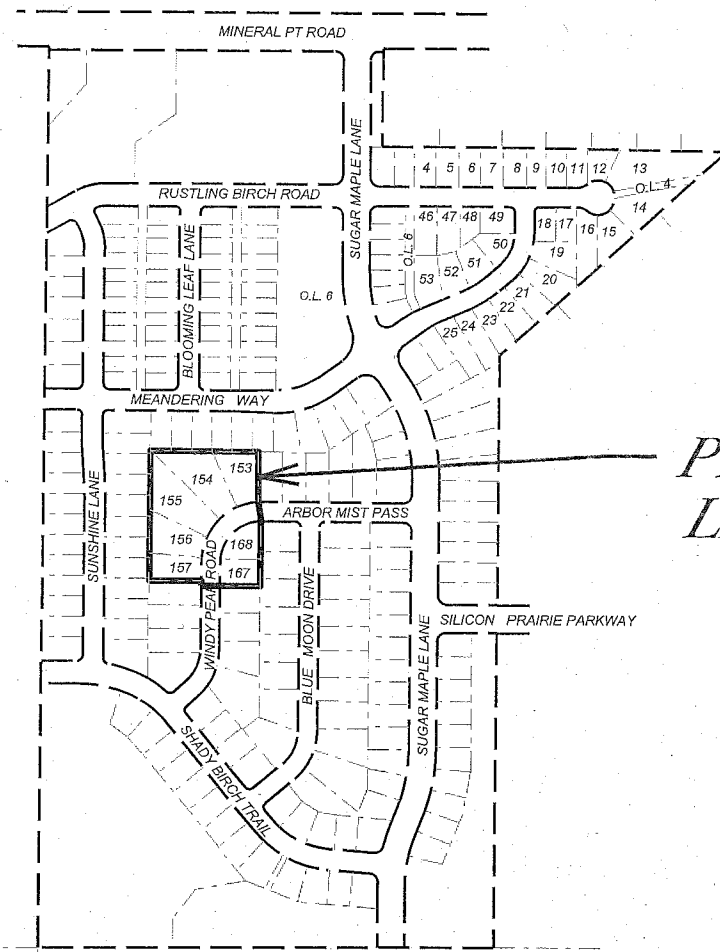 MINERAL PT ROAD
SUGAR MAPLE LANE
4 5 6 7 8 9 10 11 12 13
O.L. 4
14
RUSTLING BIRCH ROAD
46 47 48 49
18 17 16 15
50
19
O.L. 6
53 52 51
20
21
22
23
24
25
BLOOMING LEAF LANE
O.L. 6
MEANDERING WAY
153
154
155
156
157
168
167
ARBOR MIST PASS
SUNSHINE LANE
WINDY PEAK ROAD
BLUE MOON DRIVE
SILICON PRAIRIE PARKWAY
SUGAR MAPLE LANE
SHADY BIRCH TRAIL